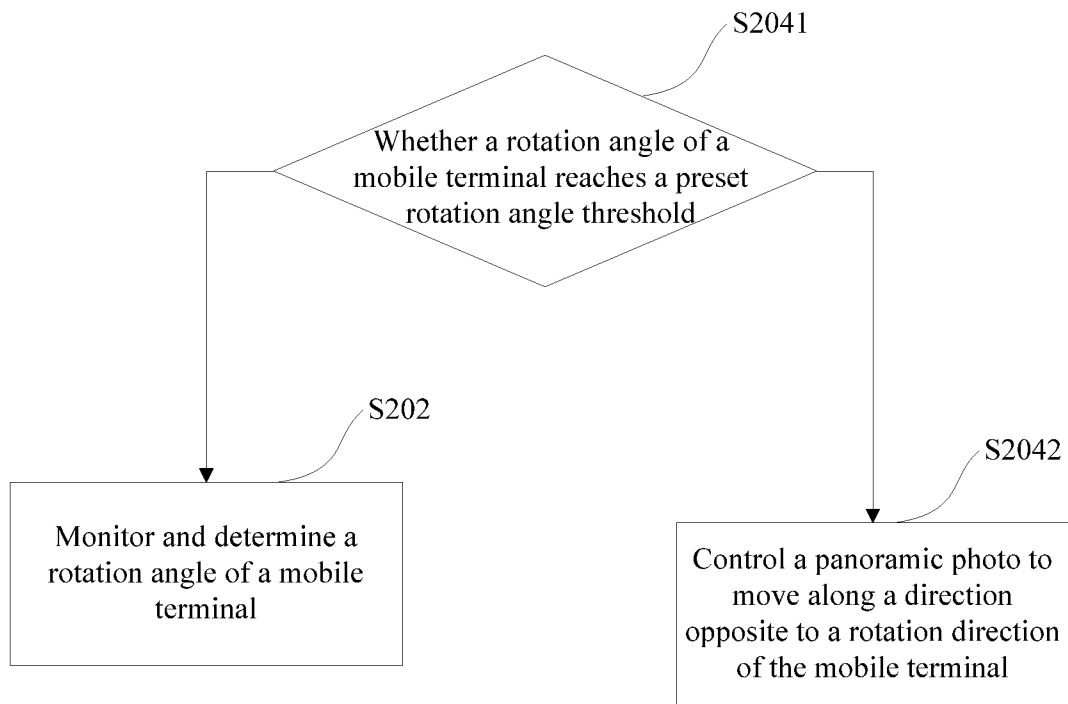 S2041
Whether a rotation angle of a
mobile terminal reaches a preset
rotation angle threshold
S202
Monitor and determine a
rotation angle of a mobile
terminal
S2042
Control a panoramic photo to
move along a direction
opposite to a rotation direction
of the mobile terminal